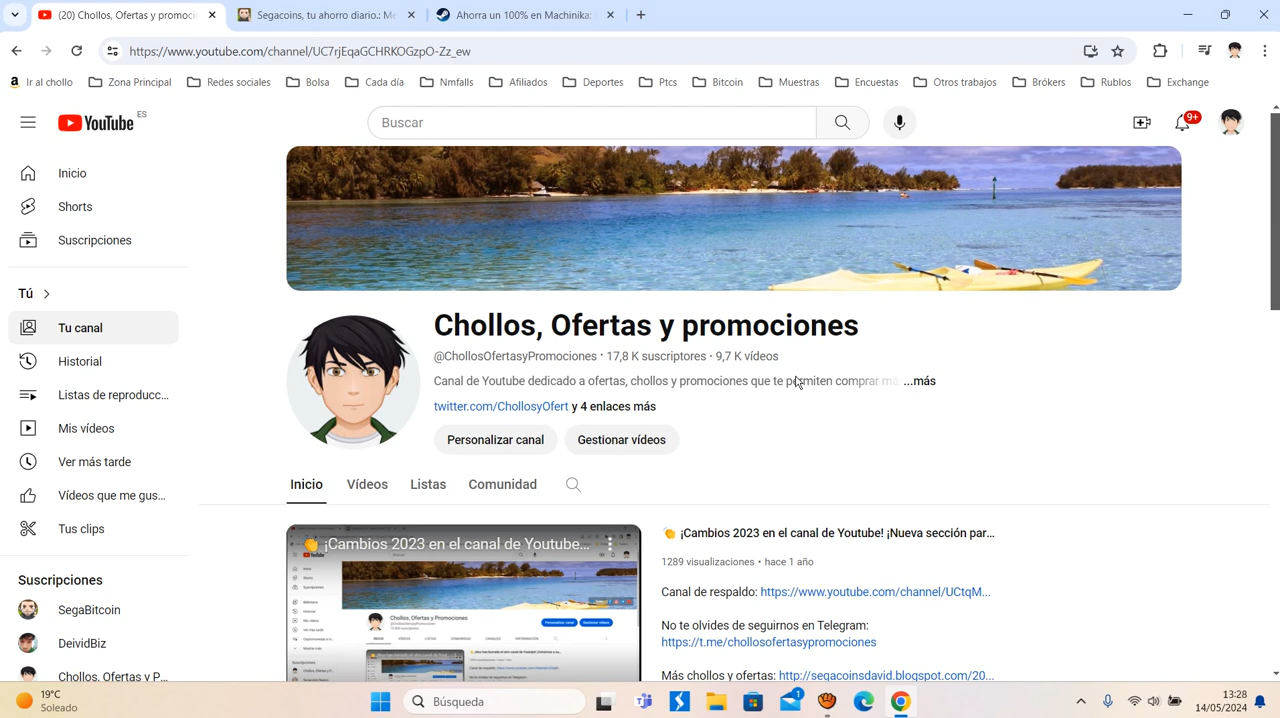 (20) Chollos, Ofertas y promoci
Segacoins, tu ahorro diario.: Me
Ahorra un 100% en Machinika:
https://www.youtube.com/channel/UC7rjEqaGCHRKOGzpO-Zz_ew
Ir al chollo
Zona Principal
Redes sociales
Bolsa
Cada día
Nmfalls
Afiliados
Deportes
Ptcs
Bitcoin
Muestras
Encuestas
Otros trabajos
Brókers
Rublos
Exchange
YouTube ES
Buscar
9+
Inicio
Shorts
Suscripciones
Tú
Tu canal
Historial
Listas de reproduc...
Mis vídeos
Ver más tarde
Vídeos que me gus...
Tus clips
Suscripciones
SegaBitcoin
Chollos, Ofertas y promociones
@ChollosOfertasyPromociones · 17,8 K suscriptores · 9,7 K vídeos
Canal de Youtube dedicado a ofertas, chollos y promociones que te permiten comprar má ...más
twitter.com/ChollosyOfert y 4 enlaces más
Personalizar canal
Gestionar vídeos
Inicio
Vídeos
Listas
Comunidad
¡Cambios 2023 en el canal de Youtube...
Chollos, Ofertas y Promociones
¡Cambios 2023 en el canal de Youtube! ¡Nueva sección par...
1289 visualizaciones • hace 1 año
Canal de respaldo: https://www.youtube.com/channel/UCtqM...
No te olvides de seguirnos en Telegram:
https://t.me/chollosofertasypromociones
Más chollos y ofertas: http://segacoinsdavid.blogspot.com/20...
19°C
Soleado
Búsqueda
1
13:28
14/05/2024